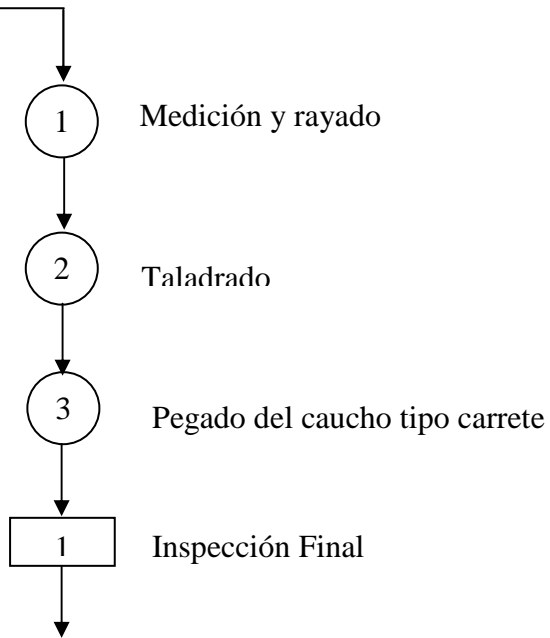 1 Medición y rayado
2 Taladrado
3 Pegado del caucho tipo carrete
1 Inspección Final